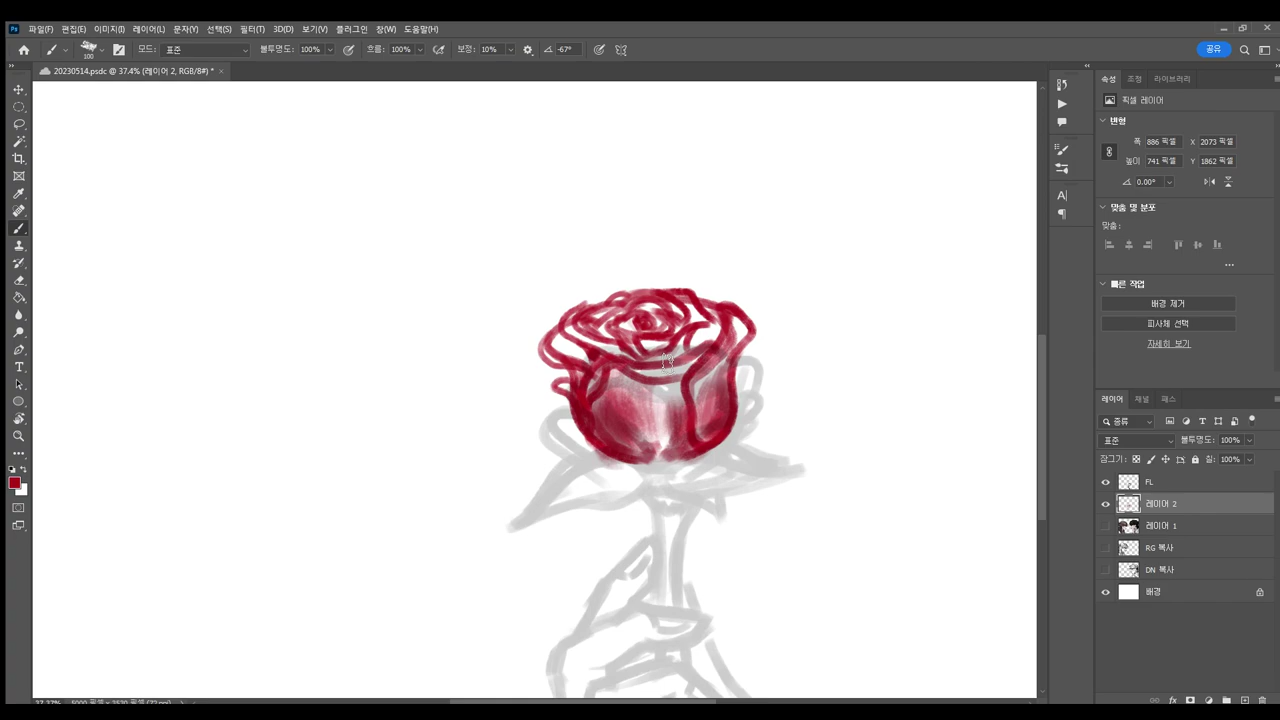 Ps 파일(F) 편집(E) 이미지(I) 레이어(L) 문자(Y) 선택(S) 필터(T) 3D(D) 보기(V) 플러그인 창(W) 도움말(H)
100 모드: 표준 불투명도: 100% 흐름: 100% 보정: 10% -67° 공유
20230514.psdc @ 37.4% (레이어 2, RGB/8#) * ×
속성 조정 라이브러리
픽셀 레이어
변형
폭 886 픽셀 X 2073 픽셀
높이 741 픽셀 Y 1862 픽셀
0.00°
맞춤 및 분포
맞춤:
빠른 작업
배경 제거
피사체 선택
자세히 보기
레이어 채널 패스
종류
표준 불투명도: 100%
잠그기: 칠: 100%
FL
레이어 2
레이어 1
RG 복사
DN 복사
배경